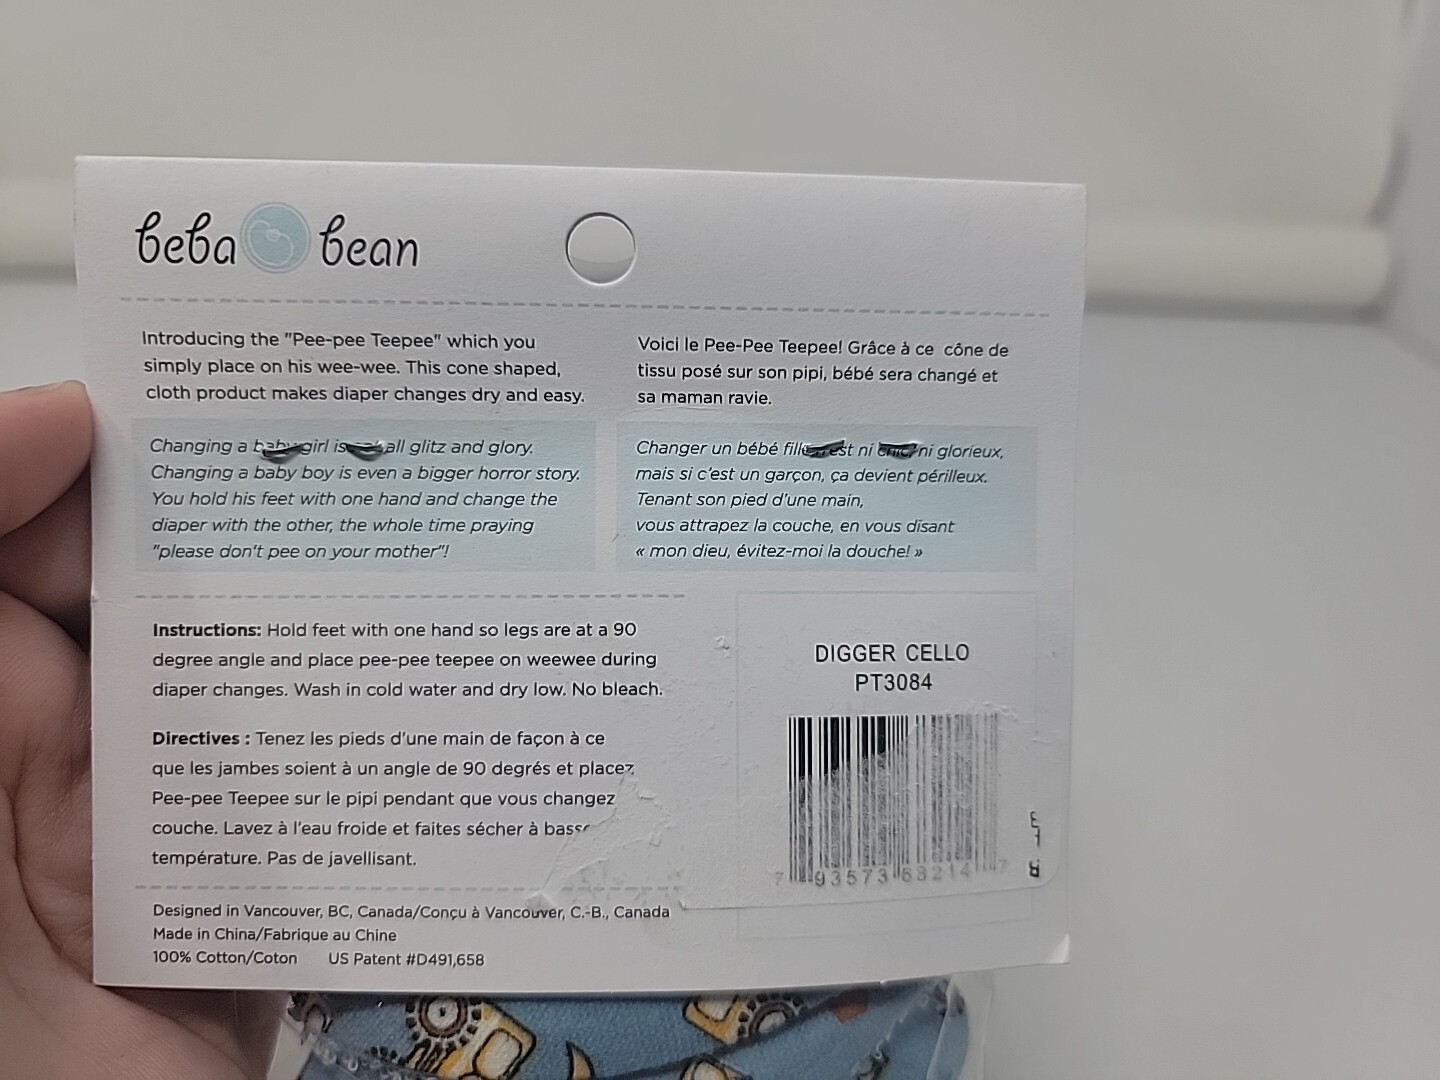 beba bean
Introducing the "Pee-pee Teepee" which you
simply place on his wee-wee. This cone shaped,
cloth product makes diaper changes dry and easy.
Voici le Pee-Pee Teepee! Grâce à ce cône de
tissu posé sur son pipi, bébé sera changé et
sa maman ravie.
Changing a baby girl is all glitz and glory.
Changing a baby boy is even a bigger horror story.
You hold his feet with one hand and change the
diaper with the other, the whole time praying
"please don't pee on your mother"!
Changer un bébé fille n'est ni chic, ni glorieux,
mais si c'est un garçon, ça devient périlleux.
Tenant son pied d'une main,
vous attrapez la couche, en vous disant
« mon dieu, évitez-moi la douche! »
Instructions: Hold feet with one hand so legs are at a 90
degree angle and place pee-pee teepee on weewee during
diaper changes. Wash in cold water and dry low. No bleach.
Directives : Tenez les pieds d'une main de façon à ce
que les jambes soient à un angle de 90 degrés et placez
Pee-pee Teepee sur le pipi pendant que vous changez
couche. Lavez à l'eau froide et faites sécher à basse
température. Pas de javellisant.
Designed in Vancouver, BC, Canada/Conçu à Vancouver, C.-B., Canada
Made in China/Fabrique au Chine
100% Cotton/Coton US Patent #D491,658
DIGGER CELLO
PT3084
7 93573 68214 7